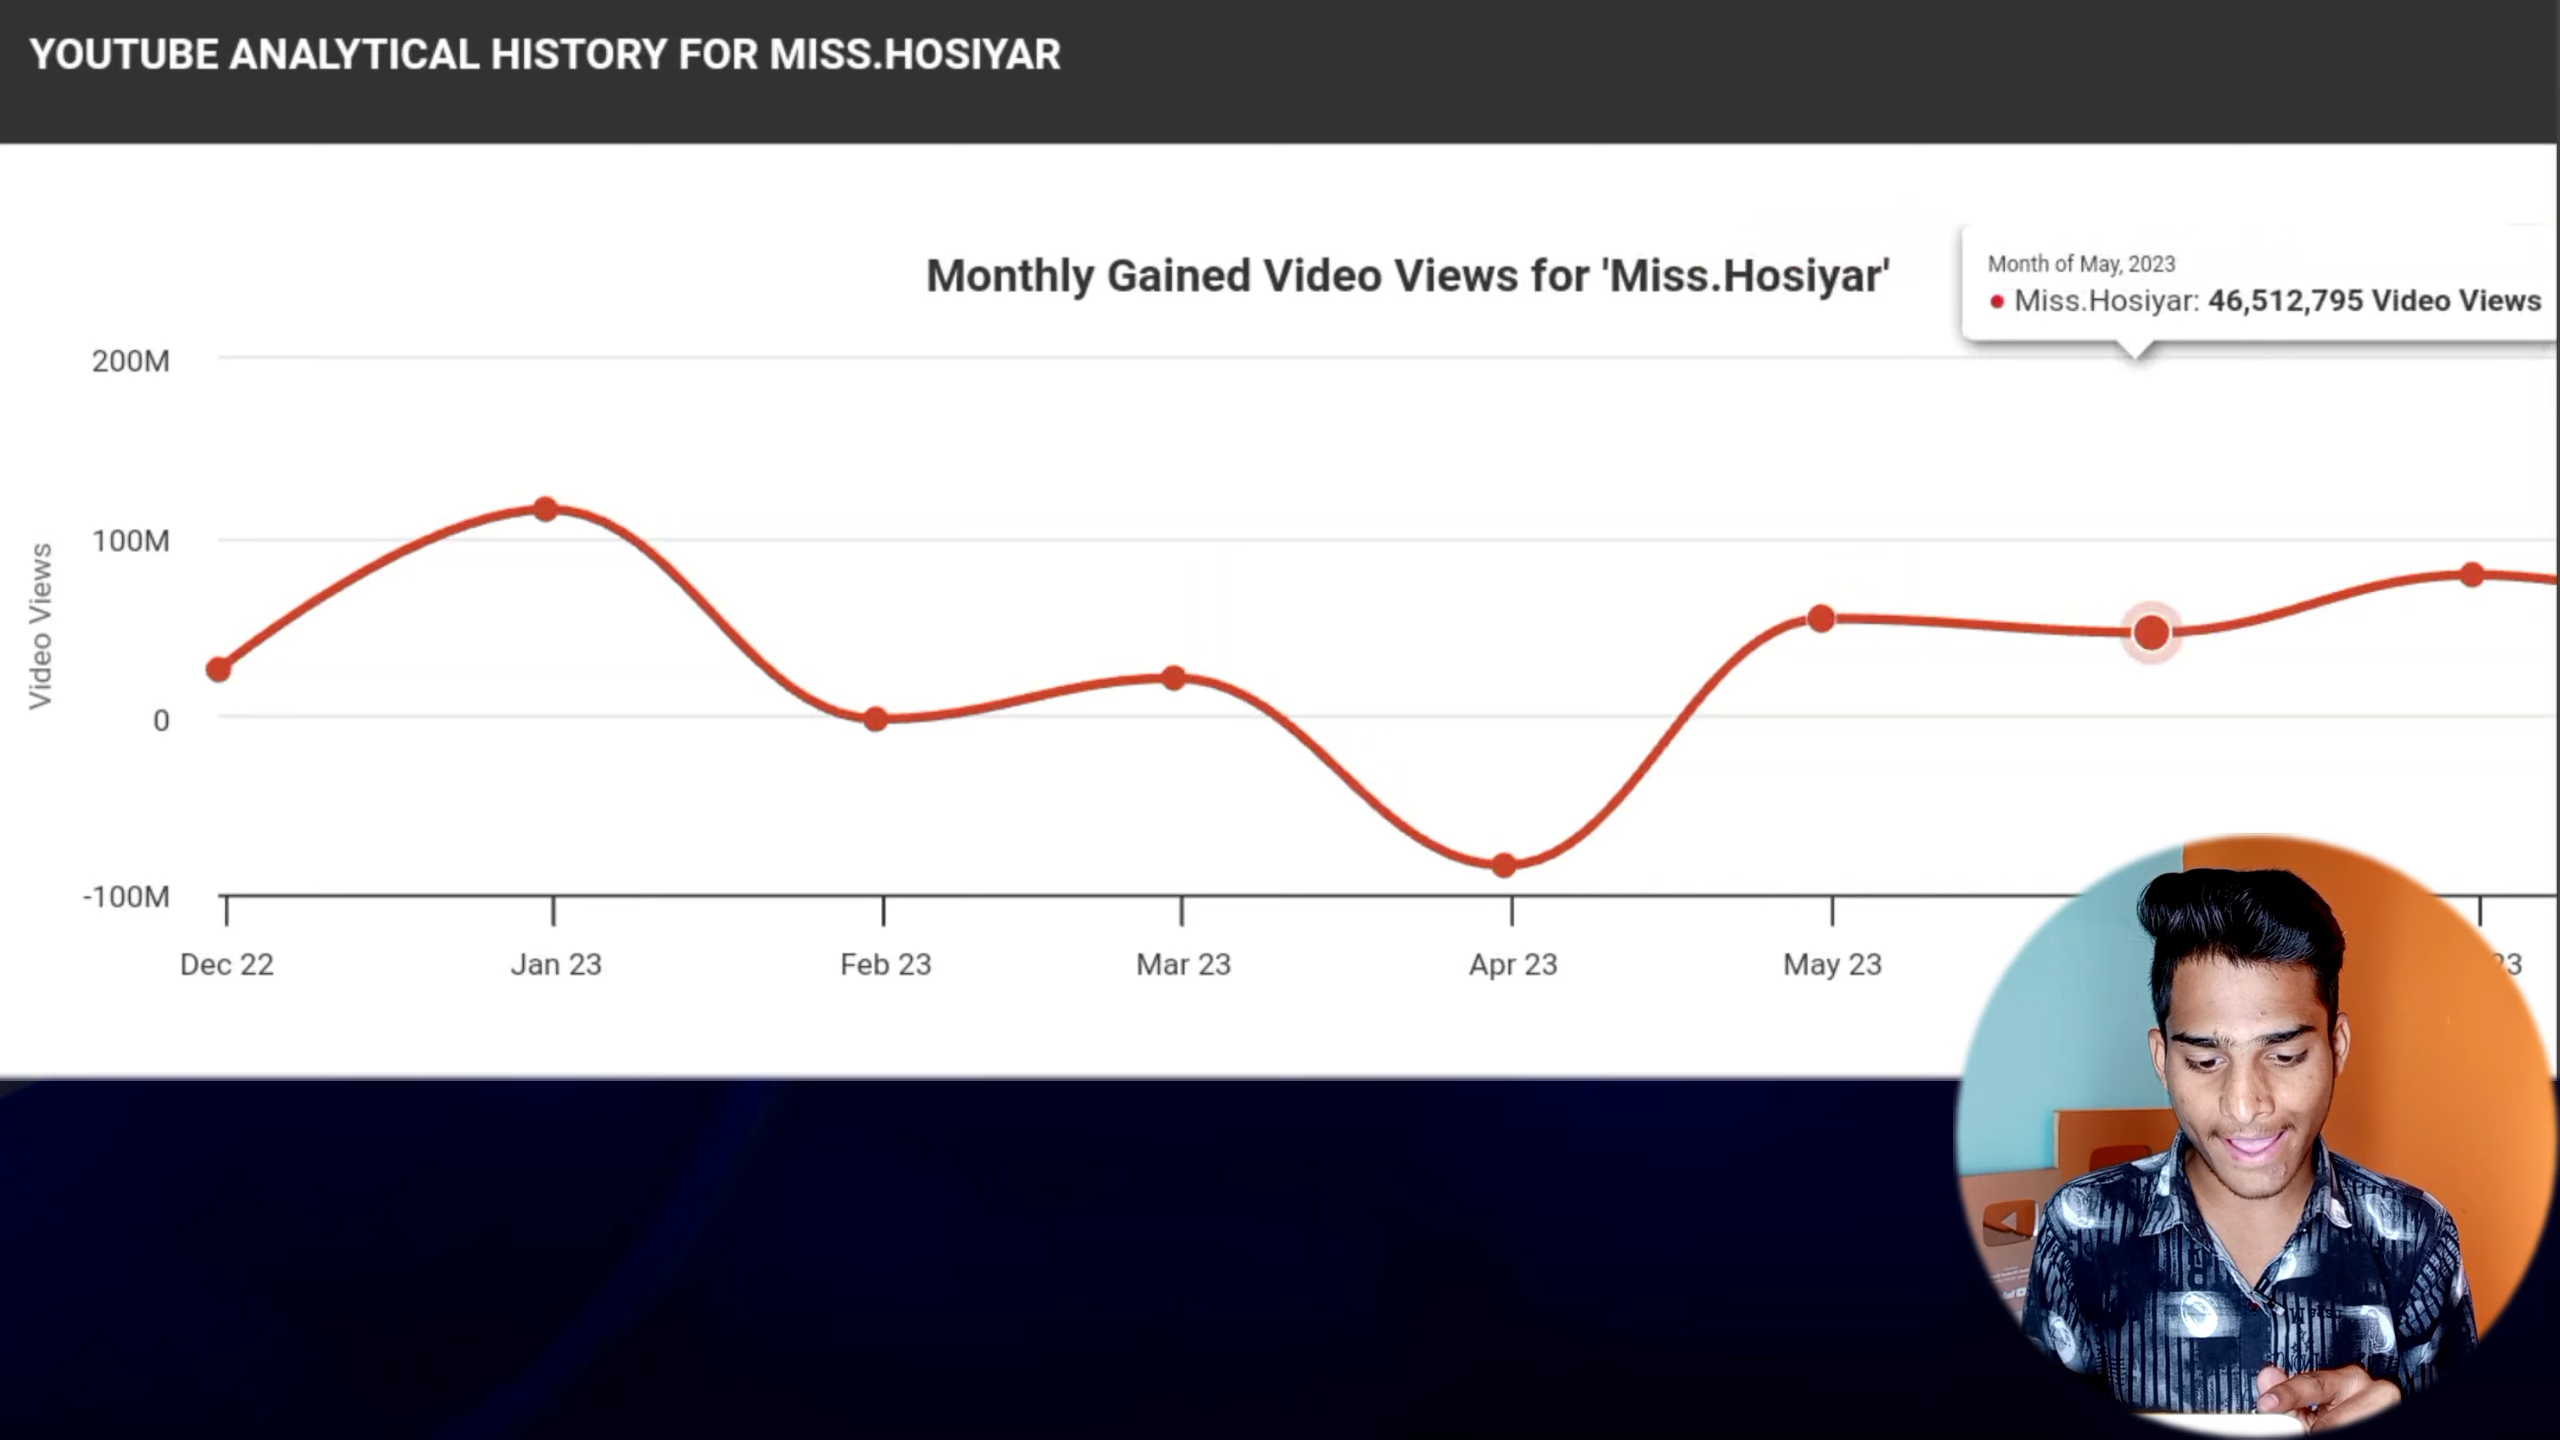 YOUTUBE ANALYTICAL HISTORY FOR MISS.HOSIYAR
Monthly Gained Video Views for 'Miss.Hosiyar'
Month of May, 2023
Miss.Hosiyar: 46,512,795 Video Views
200M
100M
0
-100M
Video Views
Dec 22
Jan 23
Feb 23
Mar 23
Apr 23
May 23
23